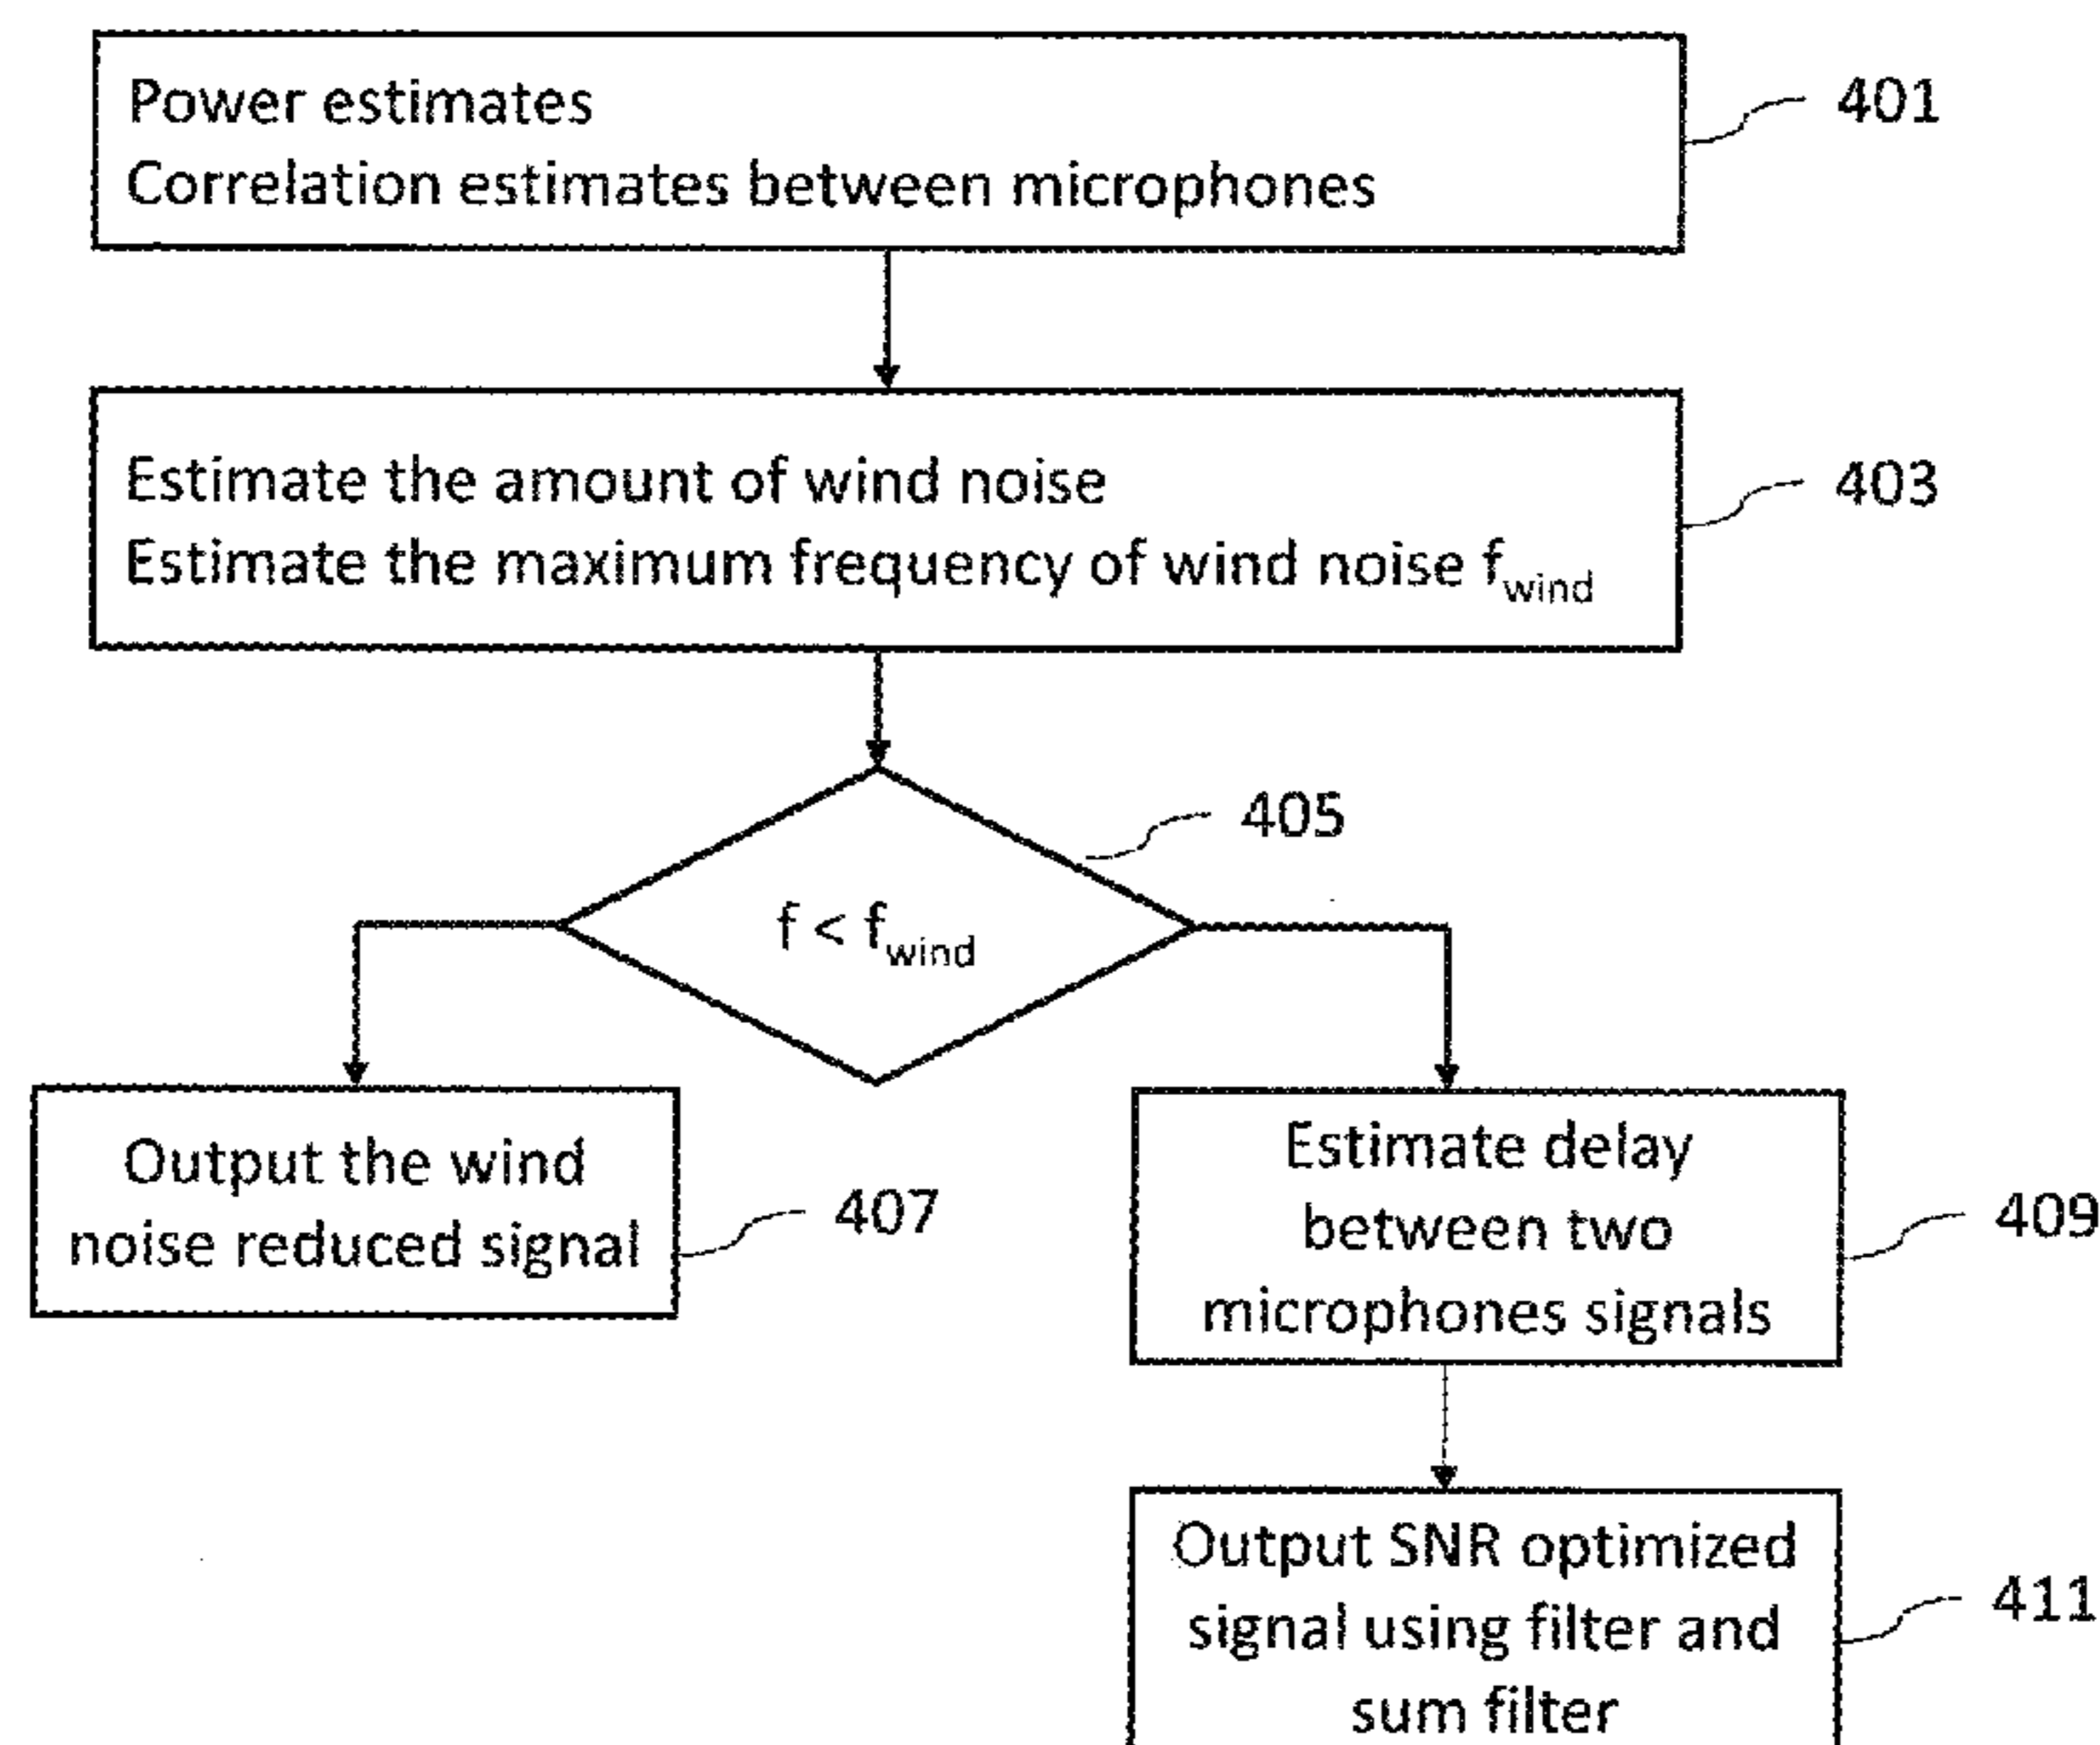 Power estimates
Correlation estimates between microphones
401
Estimate the amount of wind noise
Estimate the maximum frequency of wind noise fwind
403
405
f < fwind
Output the wind
noise reduced signal
407
Estimate delay
between two
microphones signals
409
Output SNR optimized
signal using filter and
sum filter
411